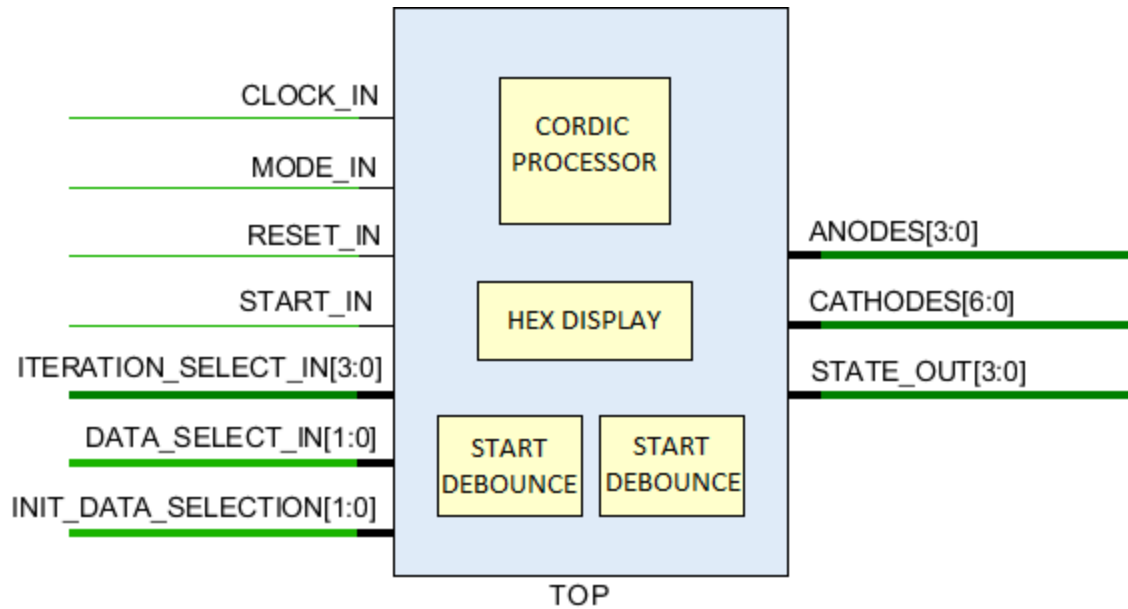 CLOCK_IN
MODE_IN
RESET_IN
START_IN
ITERATION_SELECT_IN[3:0]
DATA_SELECT_IN[1:0]
INIT_DATA_SELECTION[1:0]
CORDIC
PROCESSOR
HEX DISPLAY
START
DEBOUNCE
START
DEBOUNCE
ANODES[3:0]
CATHODES[6:0]
STATE_OUT[3:0]
TOP